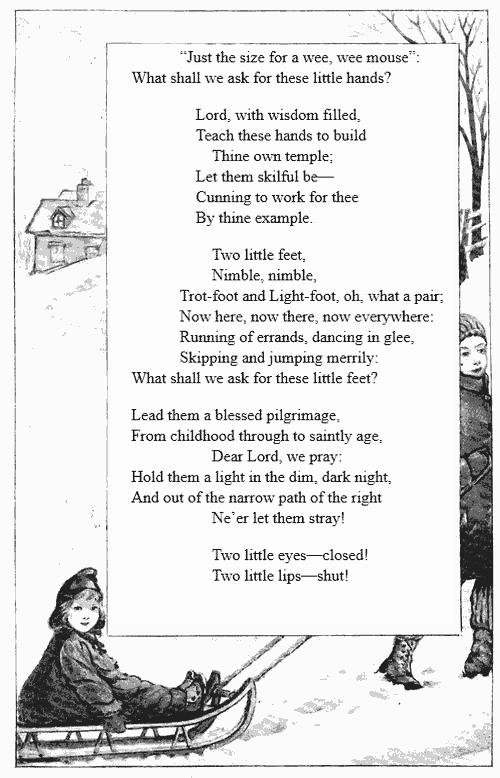 “Just the size for a wee, wee mouse”:
What shall we ask for these little hands?
Lord, with wisdom filled,
Teach these hands to build
Thine own temple;
Let them skilful be—
Cunning to work for thee
By thine example.
Two little feet,
Nimble, nimble,
Trot-foot and Light-foot, oh, what a pair;
Now here, now there, now everywhere:
Running of errands, dancing in glee,
Skipping and jumping merrily:
What shall we ask for these little feet?
Lead them a blessed pilgrimage,
From childhood through to saintly age,
Dear Lord, we pray:
Hold them a light in the dim, dark night,
And out of the narrow path of the right
Ne’er let them stray!
Two little eyes—closed!
Two little lips—shut!